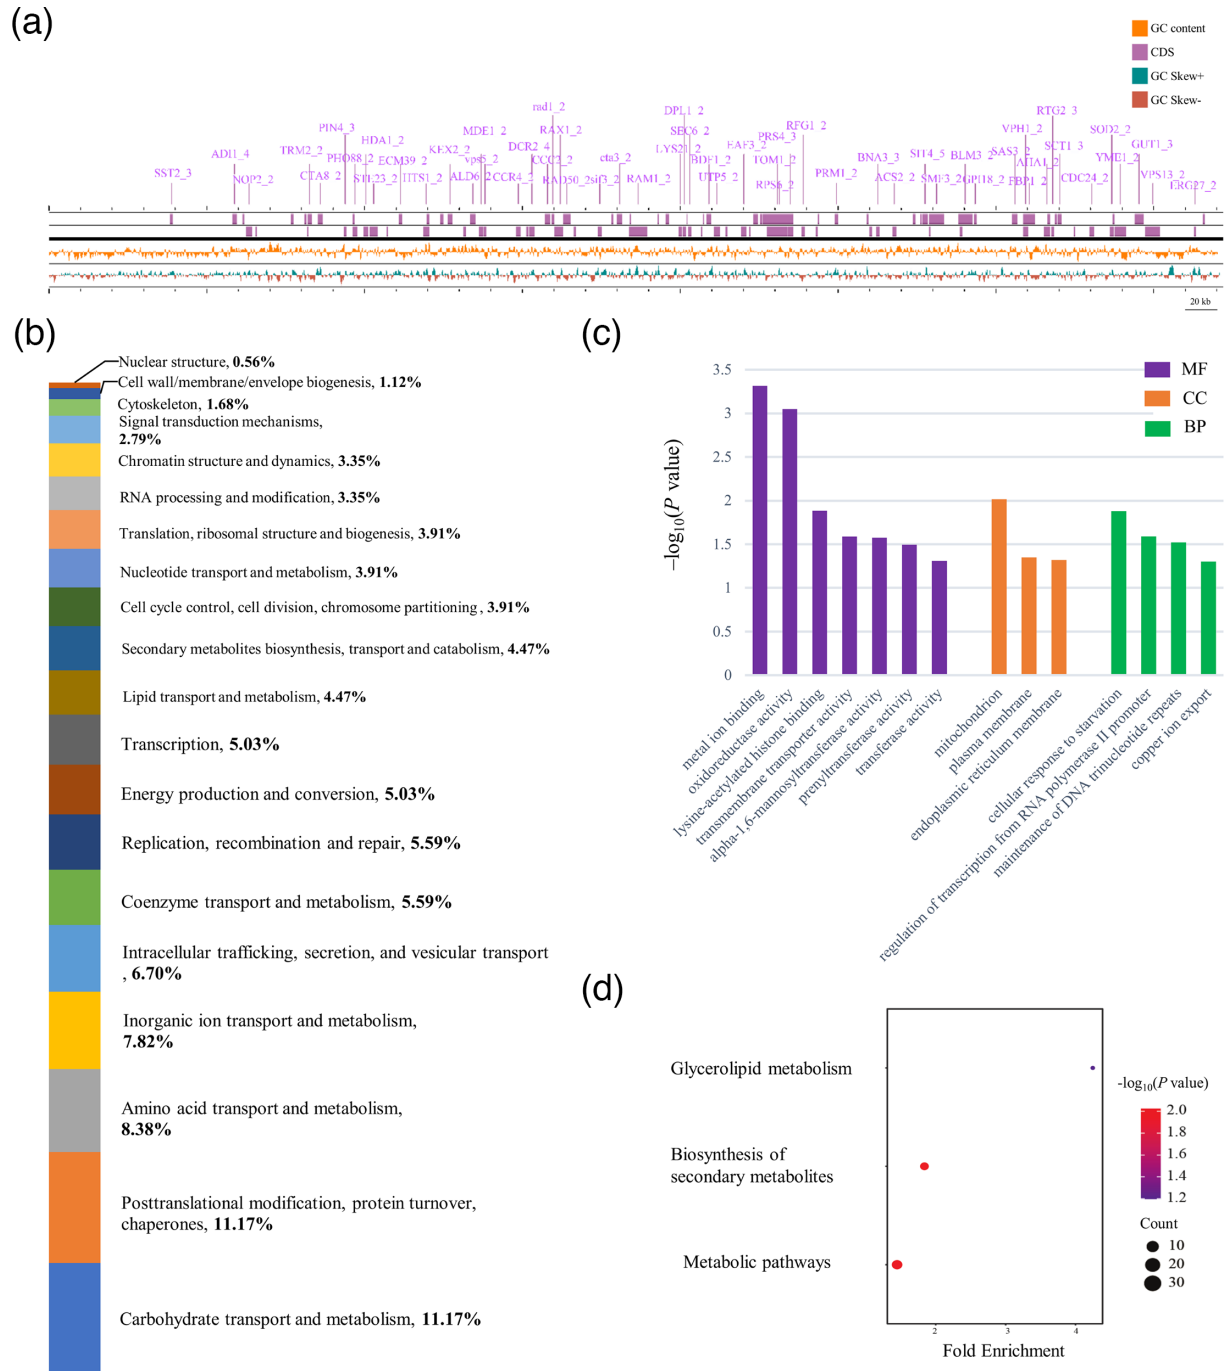 (a)
GC content
CDS
GC Skew+
GC Skew-
rad1_2
DPL1_2
RTG2_3
PIN4_3
MDE1_2
RAX1_2
SEC6_2
RFG1_2
VPH1_2
SOD2_2
HDA1_2
PRS4_3
TRM2_2
KEX2_2
DCR2_4
LYS21_2
EAF3_2
SAS3_2
SCT1_3
GUT1_3
ADI1_4
PHO88_2
ECM39_2
vps5_2
CCC2_2
cta3_2
BDF1_2
TOM1_2
BNA3_3
SIT4_5
BLM3_2
AHA1_2
YME1_2
SST2_3
NOP2_2
CTA8_2
STE23_2
HTS1_2
ALD6_2
CCR4_2
RAD50_2
sir3_2
RAM1_2
UTP5_2
RPS6_2
PRM1_2
ACS2_2
SMF3_2
GPI18_2
FBP1_2
CDC24_2
VPS13_2
ERG27_2
20 kb
(b)
Nuclear structure, 0.56%
Cell wall/membrane/envelope biogenesis, 1.12%
Cytoskeleton, 1.68%
Signal transduction mechanisms,
2.79%
Chromatin structure and dynamics, 3.35%
RNA processing and modification, 3.35%
Translation, ribosomal structure and biogenesis, 3.91%
Nucleotide transport and metabolism, 3.91%
Cell cycle control, cell division, chromosome partitioning , 3.91%
Secondary metabolites biosynthesis, transport and catabolism, 4.47%
Lipid transport and metabolism, 4.47%
Transcription, 5.03%
Energy production and conversion, 5.03%
Replication, recombination and repair, 5.59%
Coenzyme transport and metabolism, 5.59%
Intracellular trafficking, secretion, and vesicular transport
, 6.70%
Inorganic ion transport and metabolism,
7.82%
Amino acid transport and metabolism,
8.38%
Posttranslational modification, protein turnover,
chaperones, 11.17%
Carbohydrate transport and metabolism, 11.17%
(c)
MF
CC
BP
−log10(P value)
3.5
3
2.5
2
1.5
1
0.5
0
metal ion binding
oxidoreductase activity
lysine-acetylated histone binding
transmembrane transporter activity
alpha-1,6-mannosyltransferase activity
prenyltransferase activity
transferase activity
mitochondrion
plasma membrane
endoplasmic reticulum membrane
cellular response to starvation
regulation of transcription from RNA polymerase II promoter
maintenance of DNA trinucleotide repeats
copper ion export
(d)
Glycerolipid metabolism
Biosynthesis of
secondary metabolites
Metabolic pathways
2
3
4
Fold Enrichment
-log10(P value)
2.0
1.8
1.6
1.4
1.2
Count
10
20
30